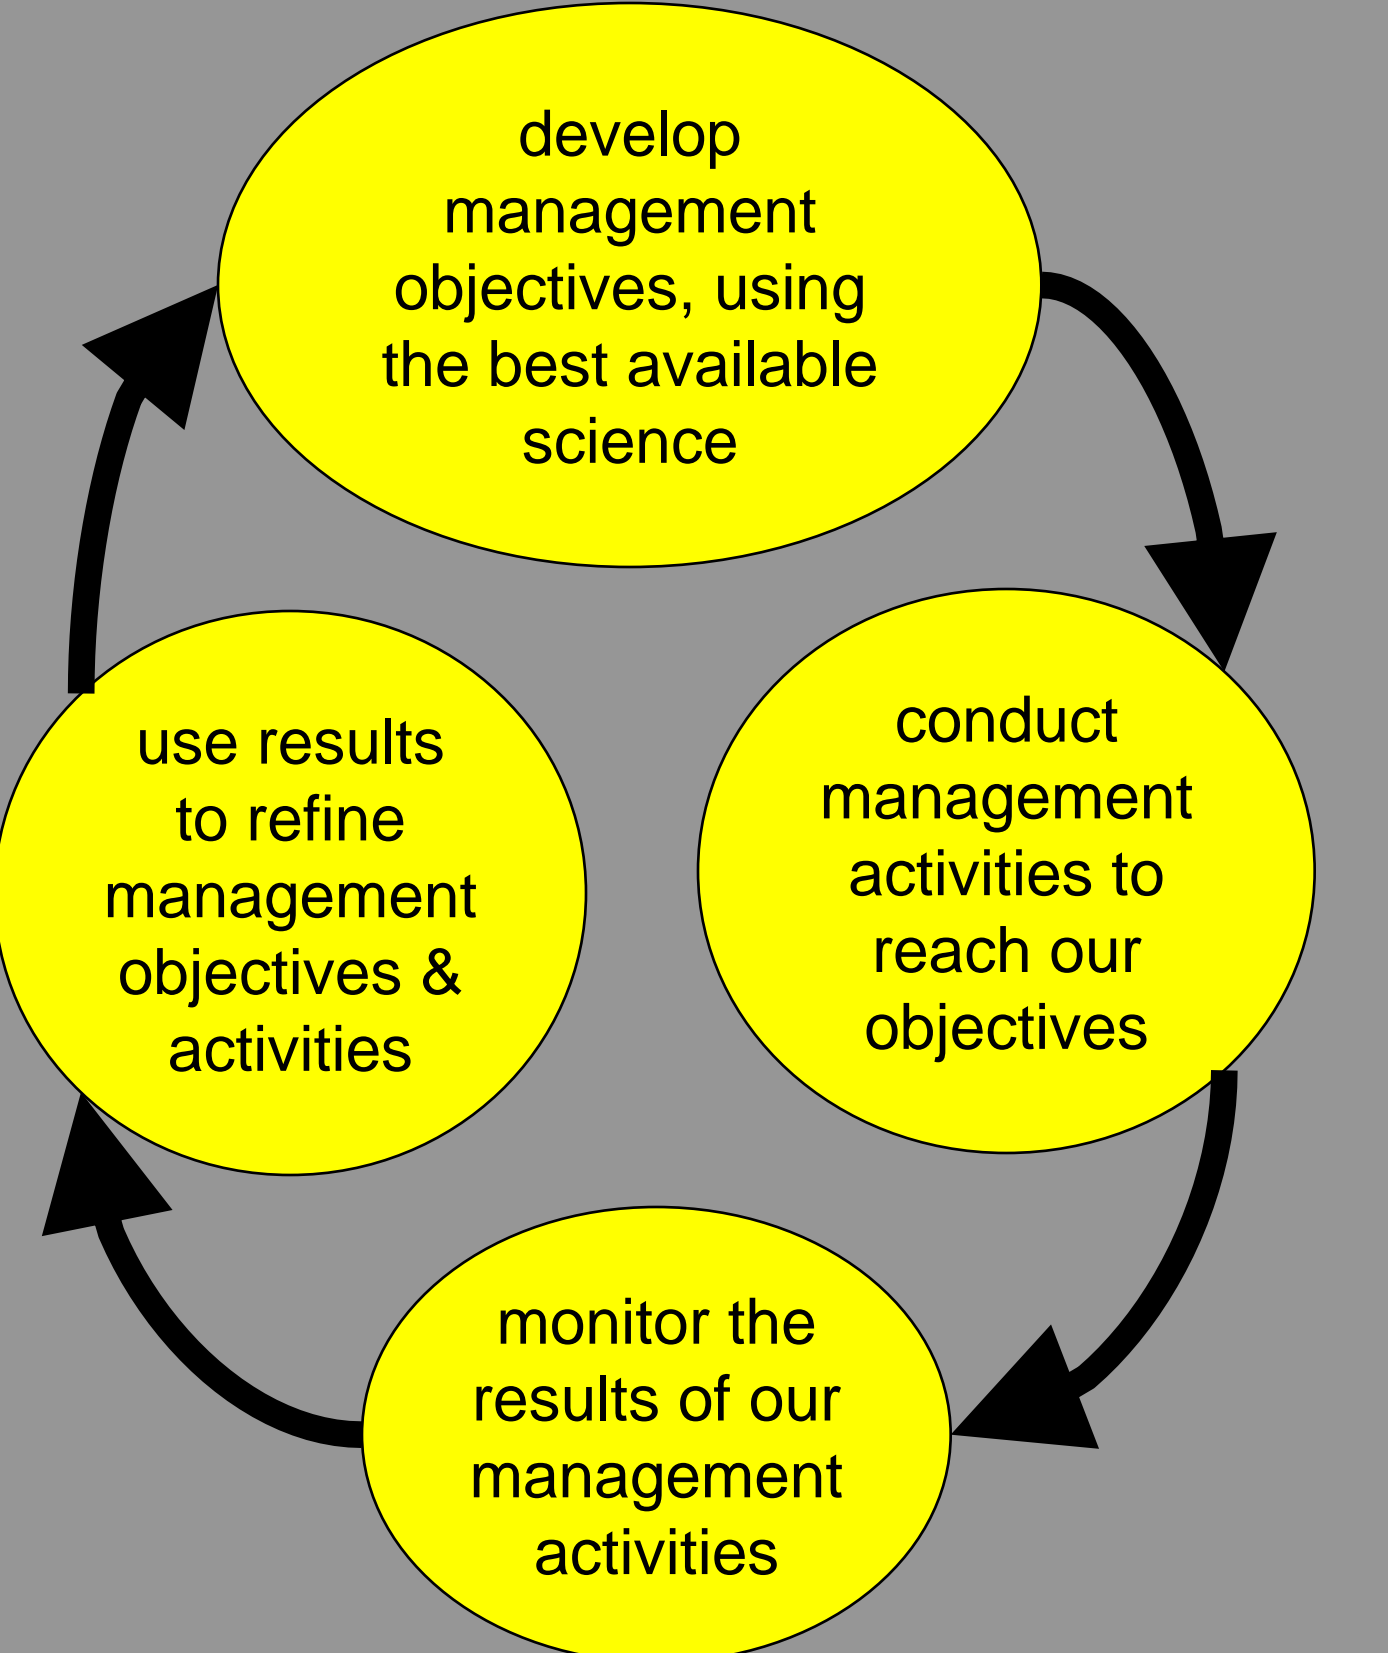 develop
management
objectives, using
the best available
science
conduct
management
activities to
reach our
objectives
monitor the
results of our
management
activities
use results
to refine
management
objectives &
activities